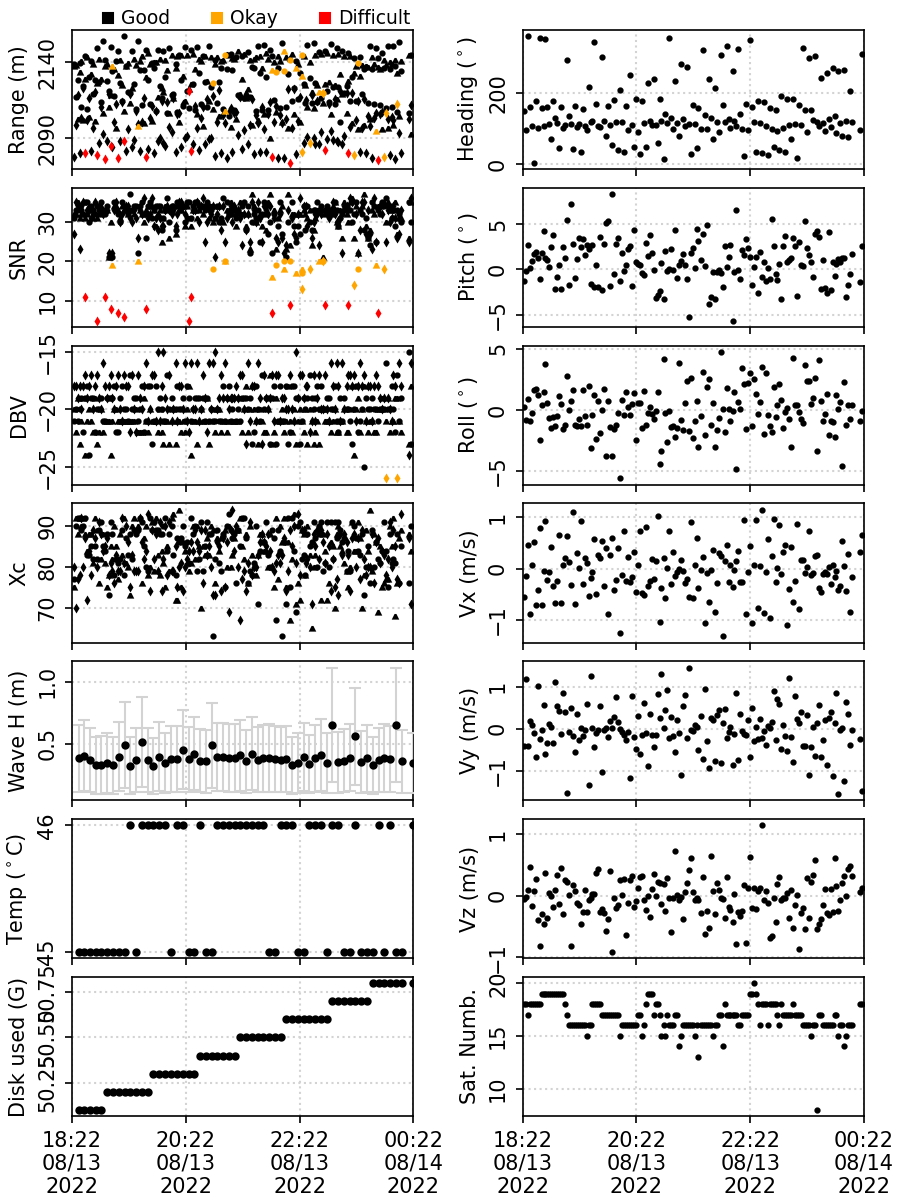 Good Okay Difficult
Range (m)
2140
2090
Heading (°)
200
0
SNR
30
20
10
Pitch (°)
5
0
−5
DBV
−15
−20
−25
Roll (°)
5
0
−5
Xc
90
80
70
Vx (m/s)
1
0
−1
Wave H (m)
1.0
0.5
Vy (m/s)
1
0
−1
Temp (°C)
46
45
Vz (m/s)
1
0
−1
Disk used (G)
50.75
50.50
50.25
Sat. Numb.
20
15
10
18:22 20:22 22:22 00:22 18:22 20:22 22:22 00:22
08/13 08/13 08/13 08/14 08/13 08/13 08/13 08/14
2022 2022 2022 2022 2022 2022 2022 2022